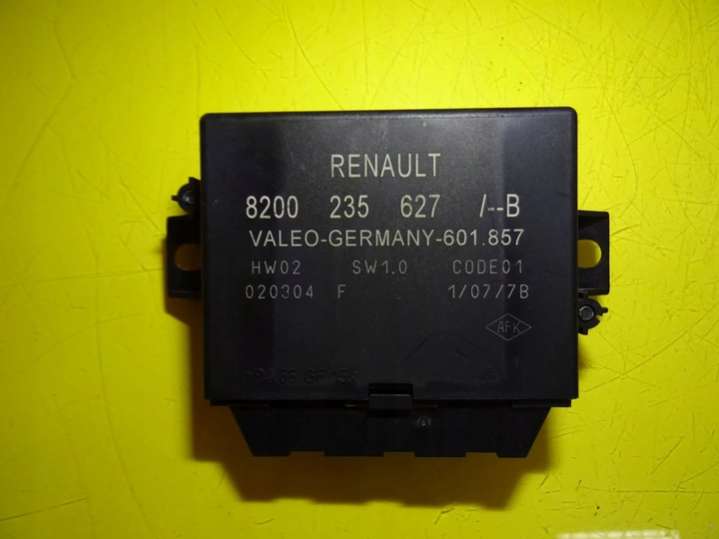 RENAULT
8200 235 627 /--B
VALEO-GERMANY-601.857
HW02 SW1.0 CODE01
020304 F 1/07/7B
AFK